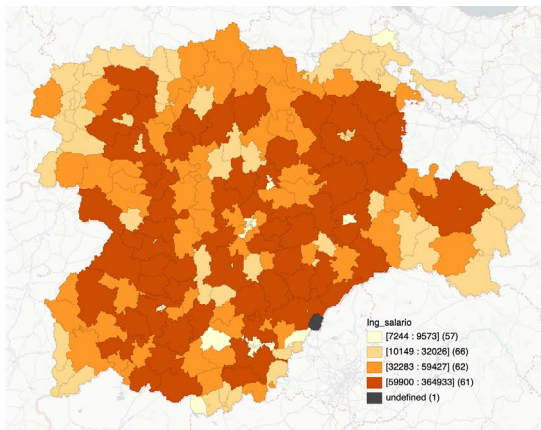 Ing_salario
[7244 : 9573] (57)
[10149 : 32026] (66)
[32283 : 59427] (62)
[59900 : 364933] (61)
undefined (1)